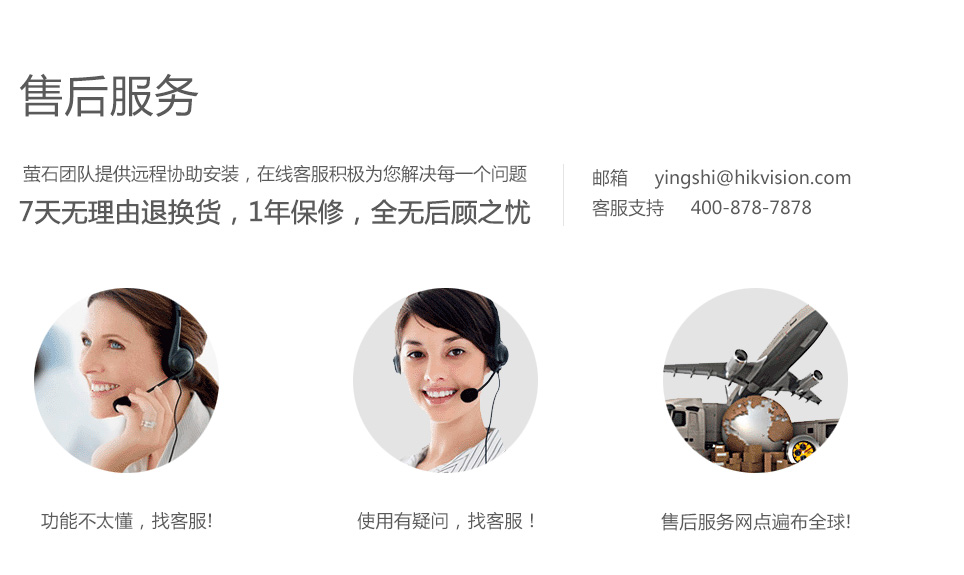 售后服务
萤石团队提供远程协助安装，在线客服积极为您解决每一个问题
7天无理由退换货，1年保修，全无后顾之忧
邮箱 yingshi@hikvision.com
客服支持 400-878-7878
功能不太懂，找客服!
使用有疑问，找客服！
售后服务网点遍布全球!